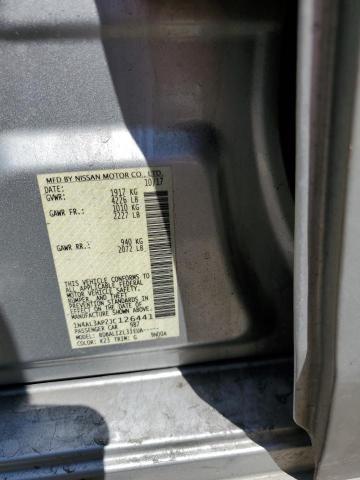 MFD BY NISSAN MOTOR CO., LTD.
DATE: 10/17
GVWR: 1917 KG
4226 LB
GAWR FR.: 1010 KG
2227 LB
GAWR RR.: 940 KG
2072 LB
THIS VEHICLE CONFORMS TO ALL
APPLICABLE FEDERAL MOTOR
VEHICLE SAFETY, BUMPER,
AND THEFT PREVENTION
STANDARDS IN EFFECT ON
THE DATE OF MANUFACTURE
SHOWN ABOVE.
1N4AL3AP2JC126441
PASSENGER CAR 987
MODEL:
COLOR: K23 TRIM: G